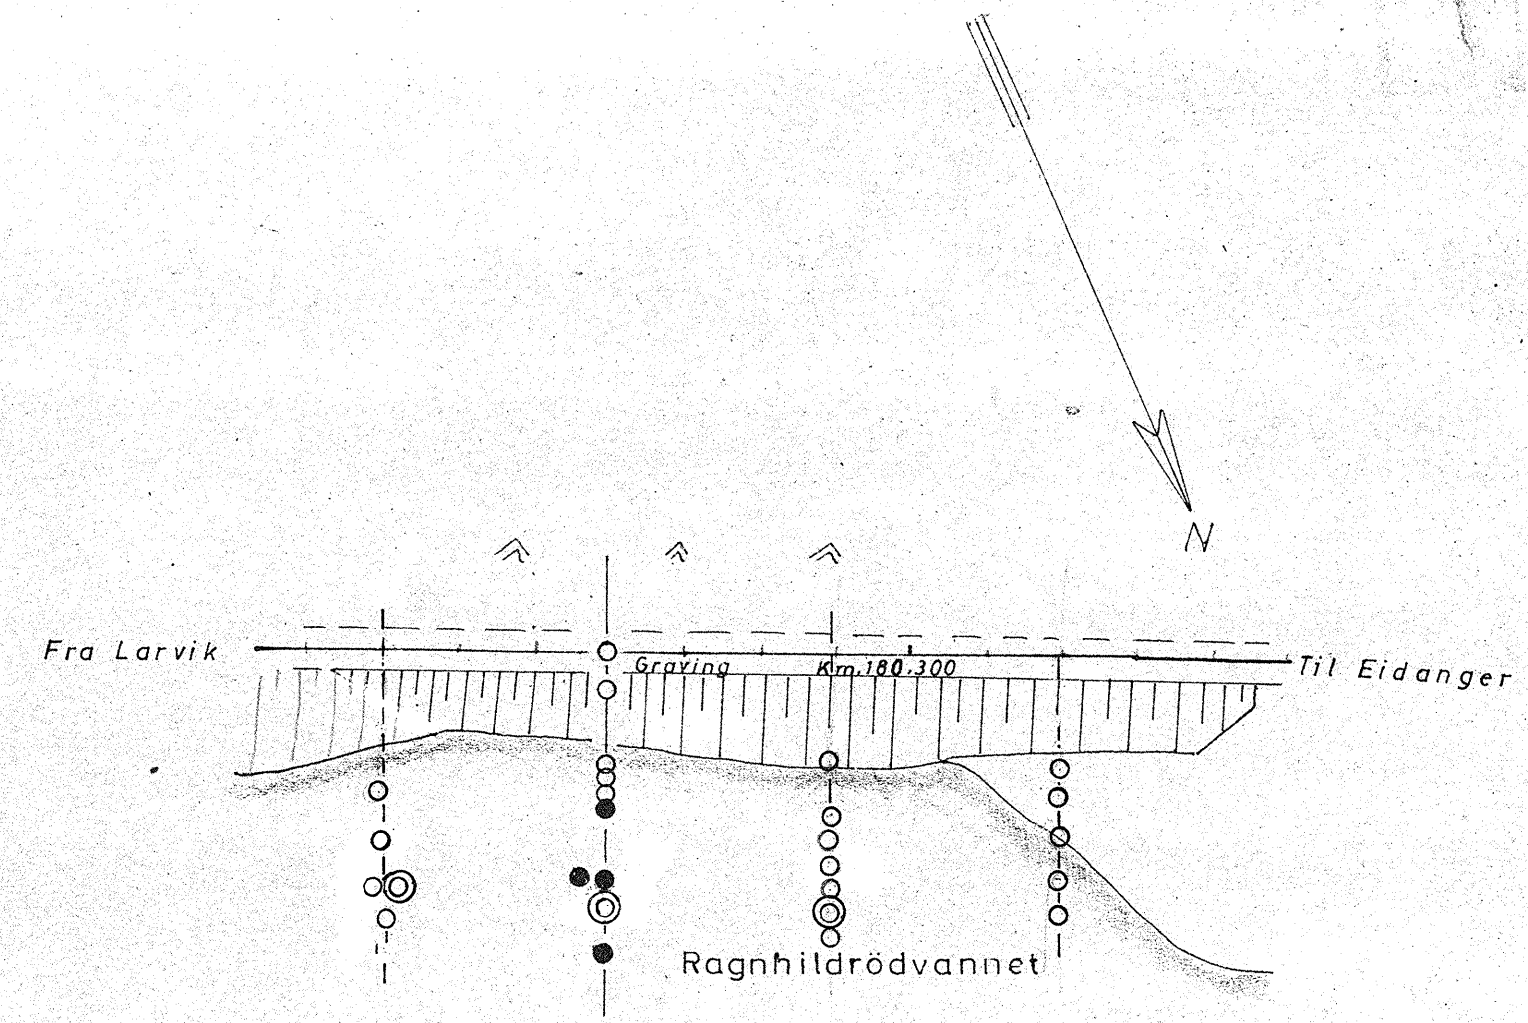 N
Fra Larvik
Graving
Km.180.300
Til Eidanger
Ragnhildrödvannet